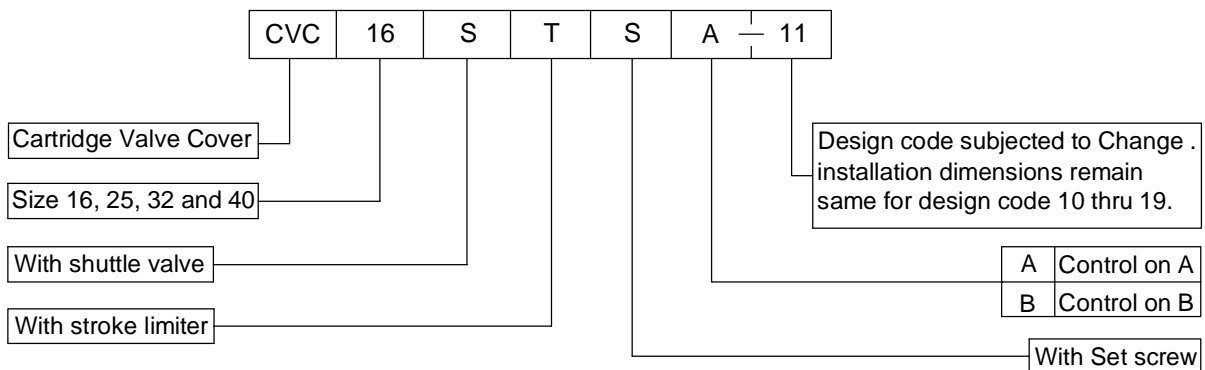 CVC 16 S T S A — 11
Cartridge Valve Cover
Size 16, 25, 32 and 40
With shuttle valve
With stroke limiter
Design code subjected to Change .
installation dimensions remain
same for design code 10 thru 19.
A Control on A
B Control on B
With Set screw